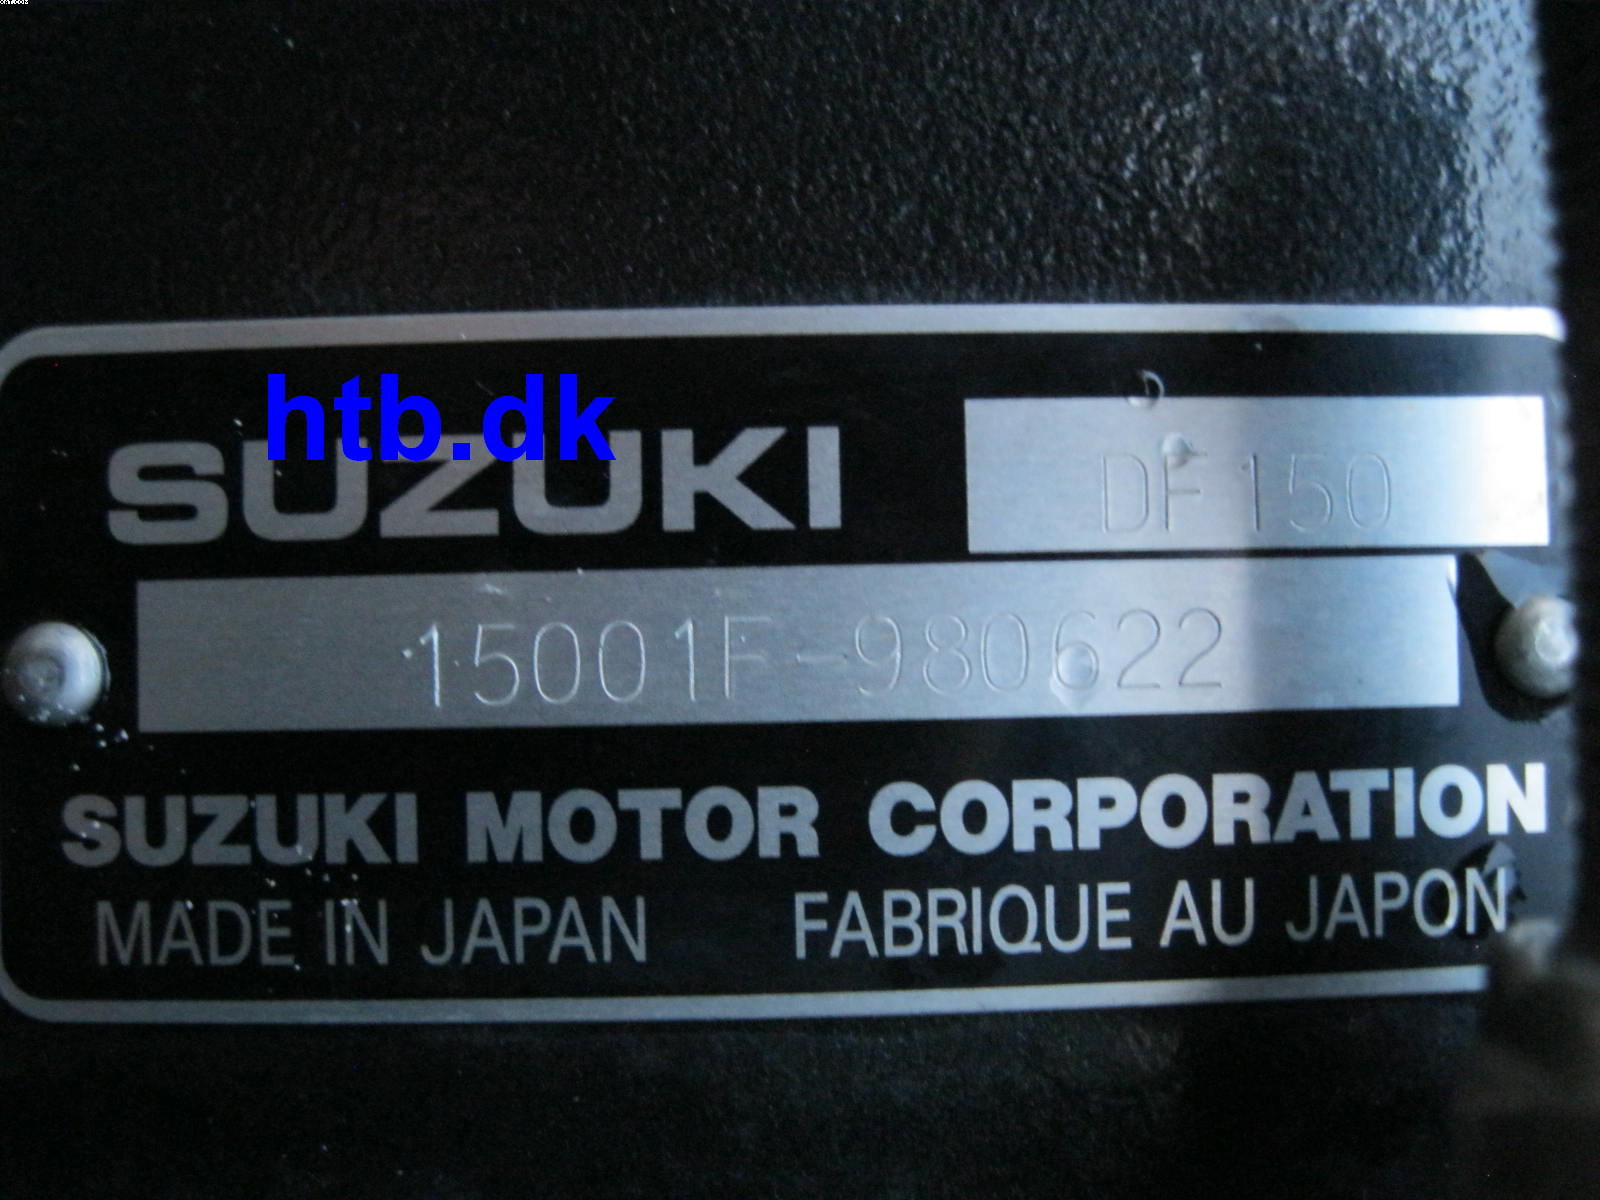 htb.dk
SUZUKI DF150
15001F-980622
SUZUKI MOTOR CORPORATION
MADE IN JAPAN FABRIQUE AU JAPON